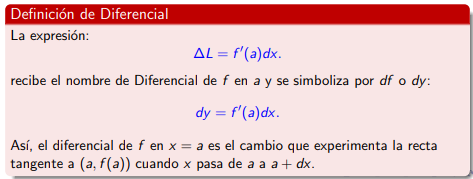 Definición de Diferencial
La expresión:
ΔL = f′(a)dx.
recibe el nombre de Diferencial de f en a y se simboliza por df o dy:
dy = f′(a)dx.
Así, el diferencial de f en x = a es el cambio que experimenta la recta
tangente a (a, f(a)) cuando x pasa de a a a + dx.